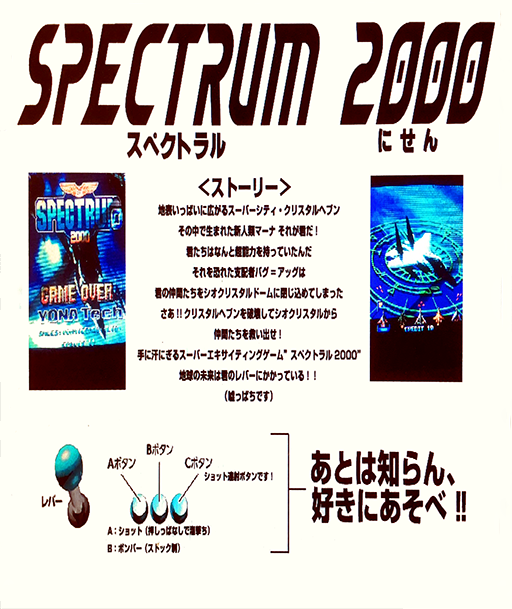 SPECTRUM 2000
スペクトラル にせん
<ストーリー>
地表いっぱいに広がるスーパーシティ・クリスタルヘブン
その中で生まれた新人類マーナ それが君だ！
君たちはなんと超能力を持っていたんだ
それを恐れた支配者バグ＝アッグは
君の仲間たちをシオクリスタルドームに閉じ込めてしまった
さあ!!クリスタルヘブンを破壊してシオクリスタルから
仲間たちを救い出せ！
手に汗にぎるスーパーエキサイティングゲーム"スペクトラル2000"
地球の未来は君のレバーにかかっている！！
（嘘っぱちです）
SPECTRUM
2000
GAME OVER
YONA Tech
CREDIT 10
レバー
Aボタン
Bボタン
Cボタン
ショット連射ボタンです！
A：ショット（押しっぱなしで溜撃ち）
B：ボンバー（ストック制）
あとは知らん、
好きにあそべ!!